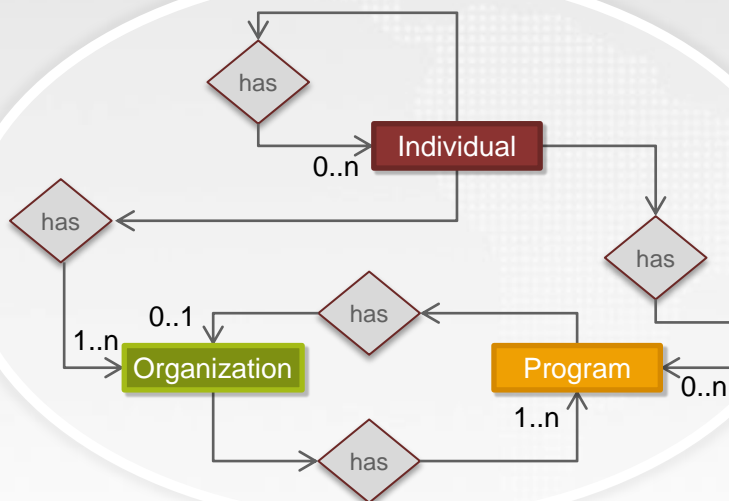 has
Individual
0..n
has
has
0..1
has
1..n
Organization
Program
0..n
1..n
has